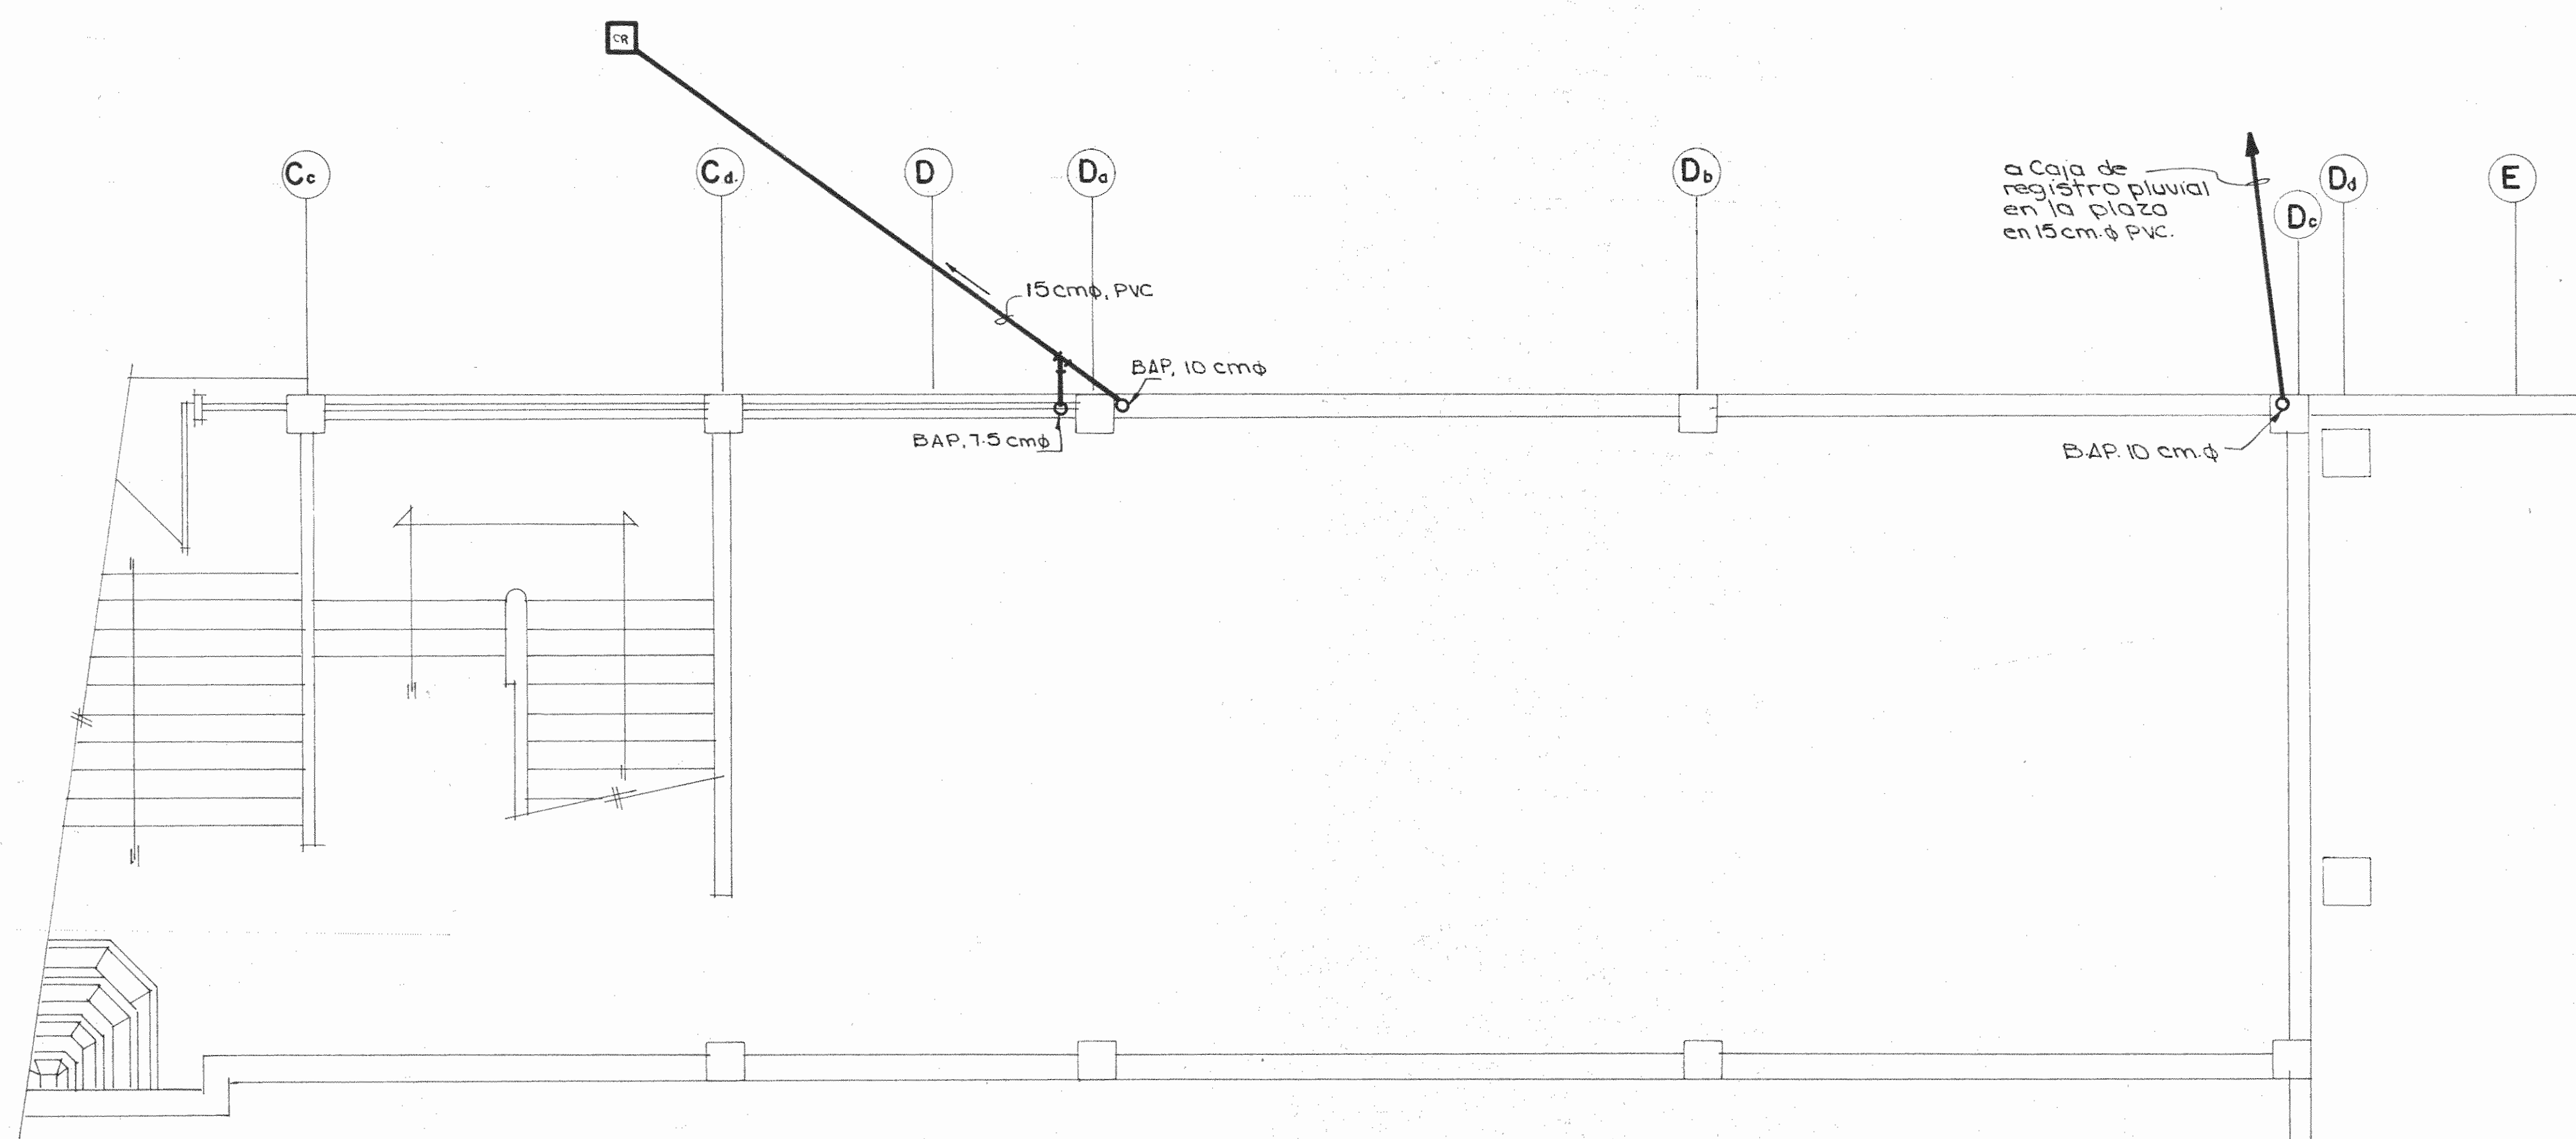 CR
Cc
Cd.
D
Da
Db
Dc
Dd
E
a Caja de
registro pluvial
en la plaza
en 15 cm.ϕ PVC.
15 cmϕ, PVC
BAP, 10 cmϕ
BAP, 7.5 cmϕ
B.AP. 10 cm.ϕ